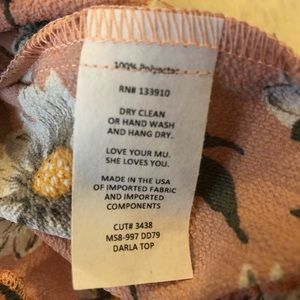 100% Polyester
RN# 133910
DRY CLEAN
OR HAND WASH
AND HANG DRY.
LOVE YOUR MU.
SHE LOVES YOU.
MADE IN THE USA
OF IMPORTED FABRIC
AND IMPORTED
COMPONENTS
CUT# 3438
MS8-997 DD79
DARLA TOP